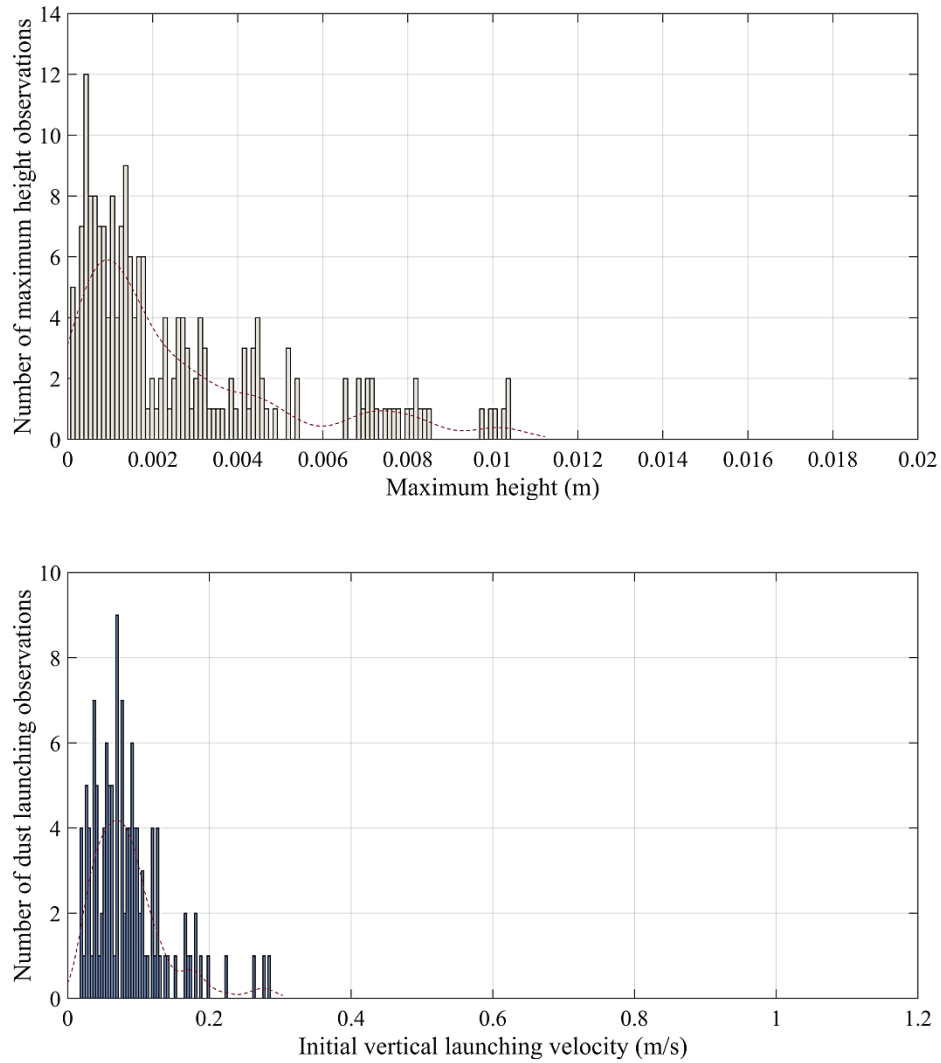 Number of maximum height observations
14
12
10
8
6
4
2
0
0 0.002 0.004 0.006 0.008 0.01 0.012 0.014 0.016 0.018 0.02
Maximum height (m)
Number of dust launching observations
10
8
6
4
2
0
0 0.2 0.4 0.6 0.8 1 1.2
Initial vertical launching velocity (m/s)